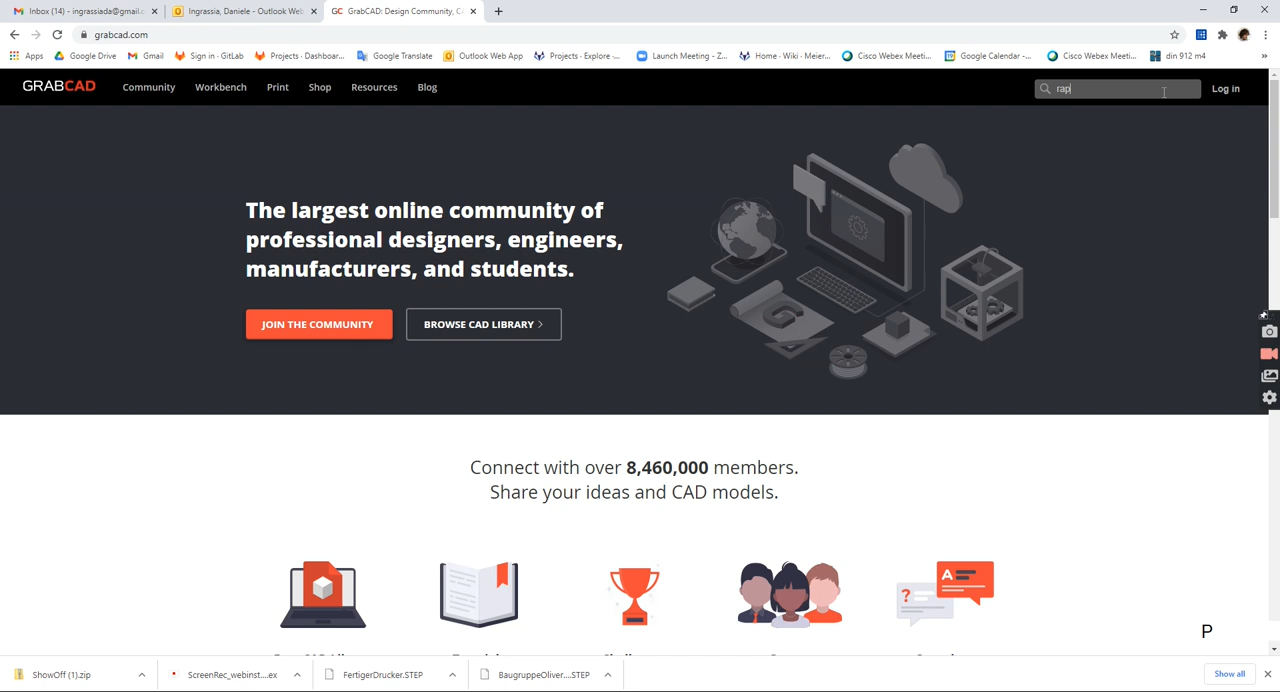 Inbox (14) - ingrassiada@gmail.c
Ingrassia, Daniele - Outlook Web
GC GrabCAD: Design Community, CA
grabcad.com
Apps
Google Drive
Gmail
Sign in · GitLab
Projects · Dashboar...
Google Translate
Outlook Web App
Projects · Explore ·...
Launch Meeting - Z...
Home · Wiki · Meier...
Cisco Webex Meeti...
Google Calendar -...
Cisco Webex Meeti...
din 912 m4
»
GRABCAD
Community
Workbench
Print
Shop
Resources
Blog
rap
Log in
The largest online community of
professional designers, engineers,
manufacturers, and students.
JOIN THE COMMUNITY
BROWSE CAD LIBRARY
G
Connect with over 8,460,000 members.
Share your ideas and CAD models.
A
?
P
ShowOff (1).zip
ScreenRec_webinst....ex
FertigerDrucker.STEP
BaugruppeOliver....STEP
Show all